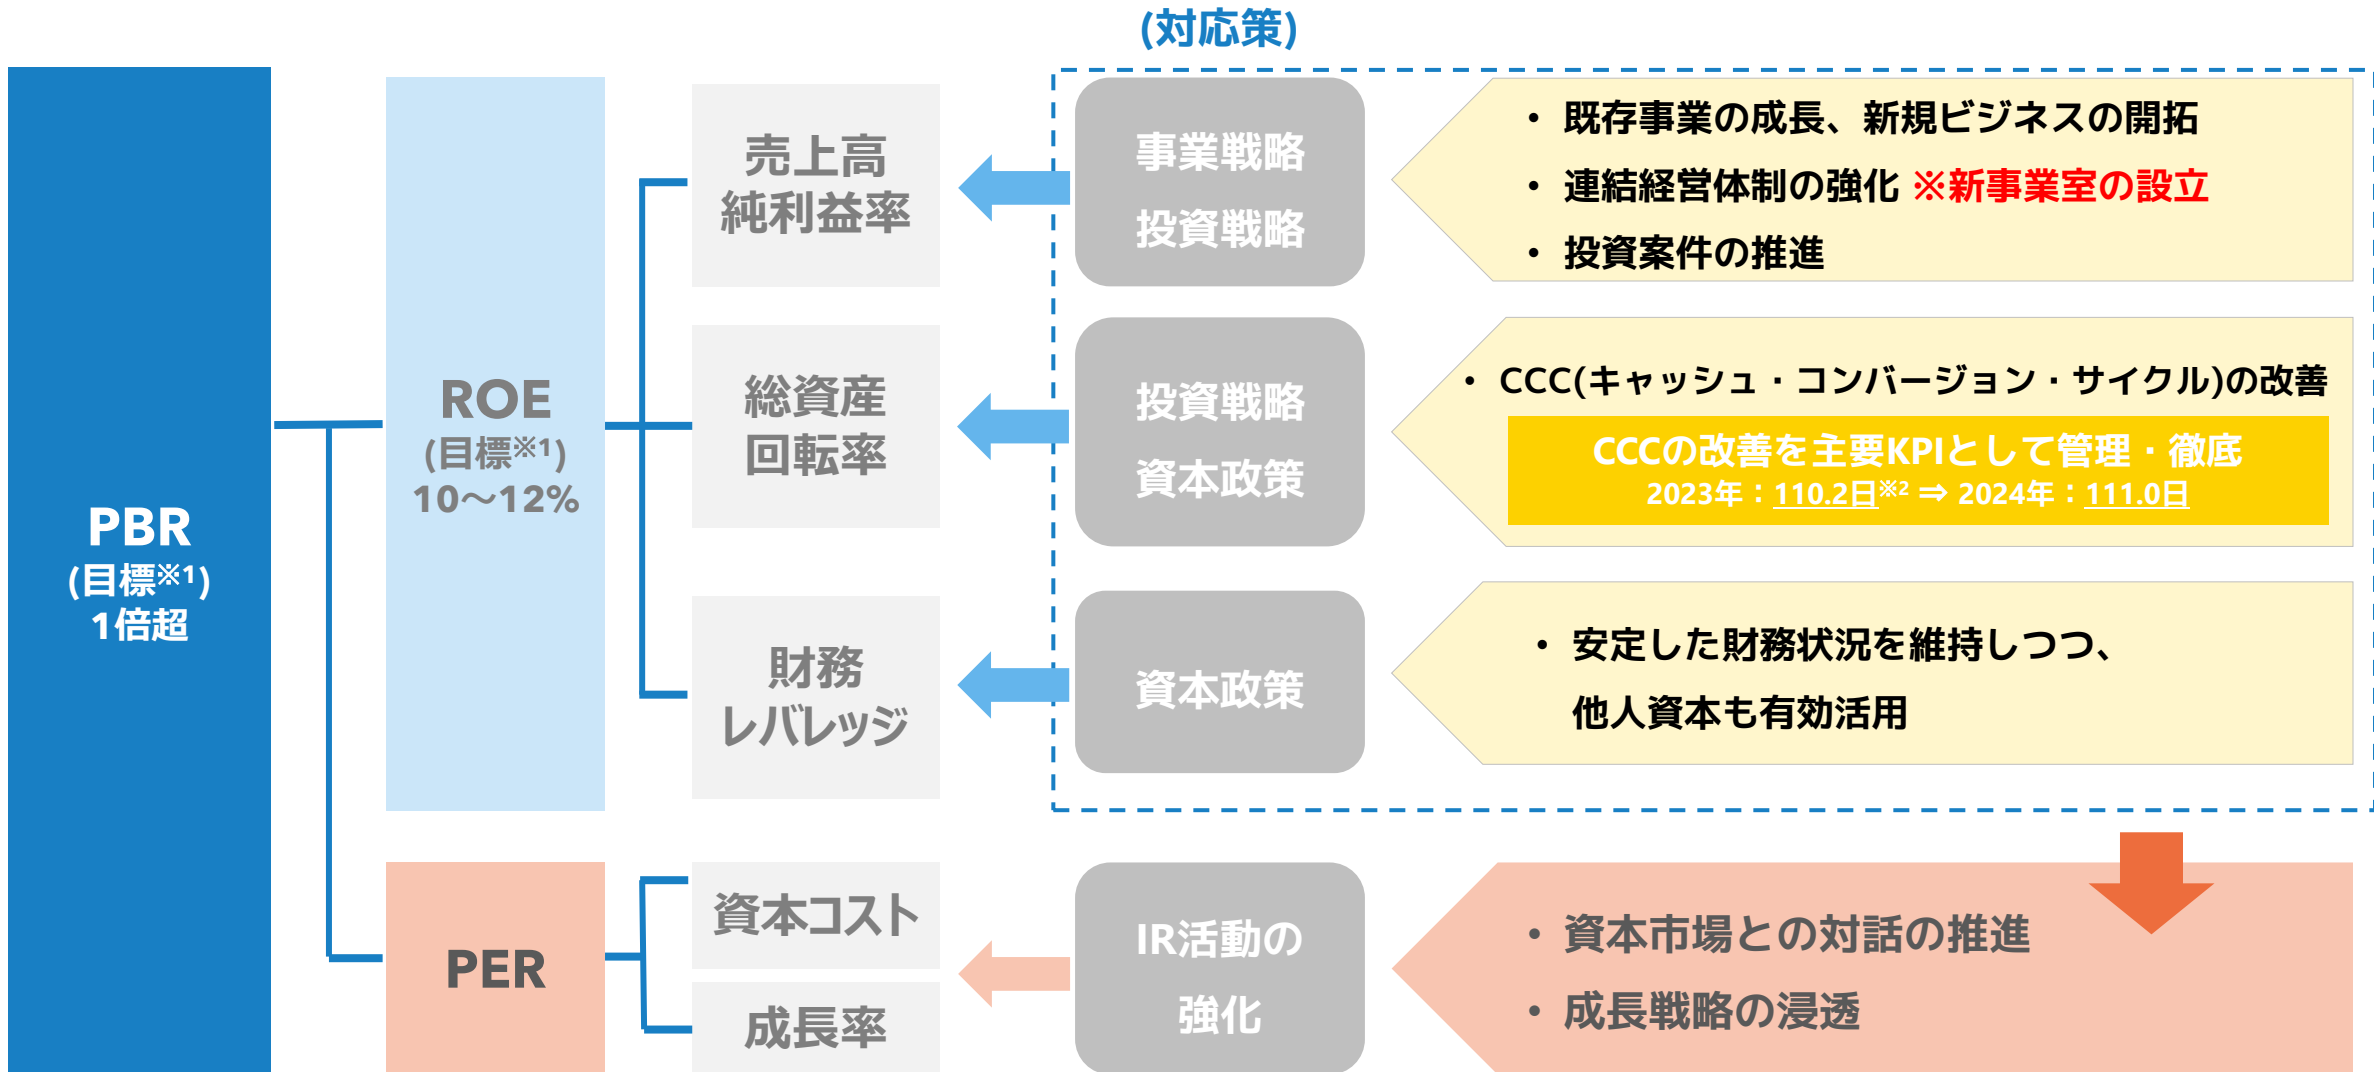 (対応策)
PBR
(目標※1)
1倍超
ROE
(目標※1)
10～12%
売上高
純利益率
事業戦略
投資戦略
• 既存事業の成長、新規ビジネスの開拓
• 連結経営体制の強化 ※新事業室の設立
• 投資案件の推進
総資産
回転率
投資戦略
資本政策
• CCC(キャッシュ・コンバージョン・サイクル)の改善
CCCの改善を主要KPIとして管理・徹底
2023年：110.2日※2 ⇒ 2024年：111.0日
財務
レバレッジ
資本政策
• 安定した財務状況を維持しつつ、
他人資本も有効活用
PER
資本コスト
成長率
IR活動の
強化
• 資本市場との対話の推進
• 成長戦略の浸透